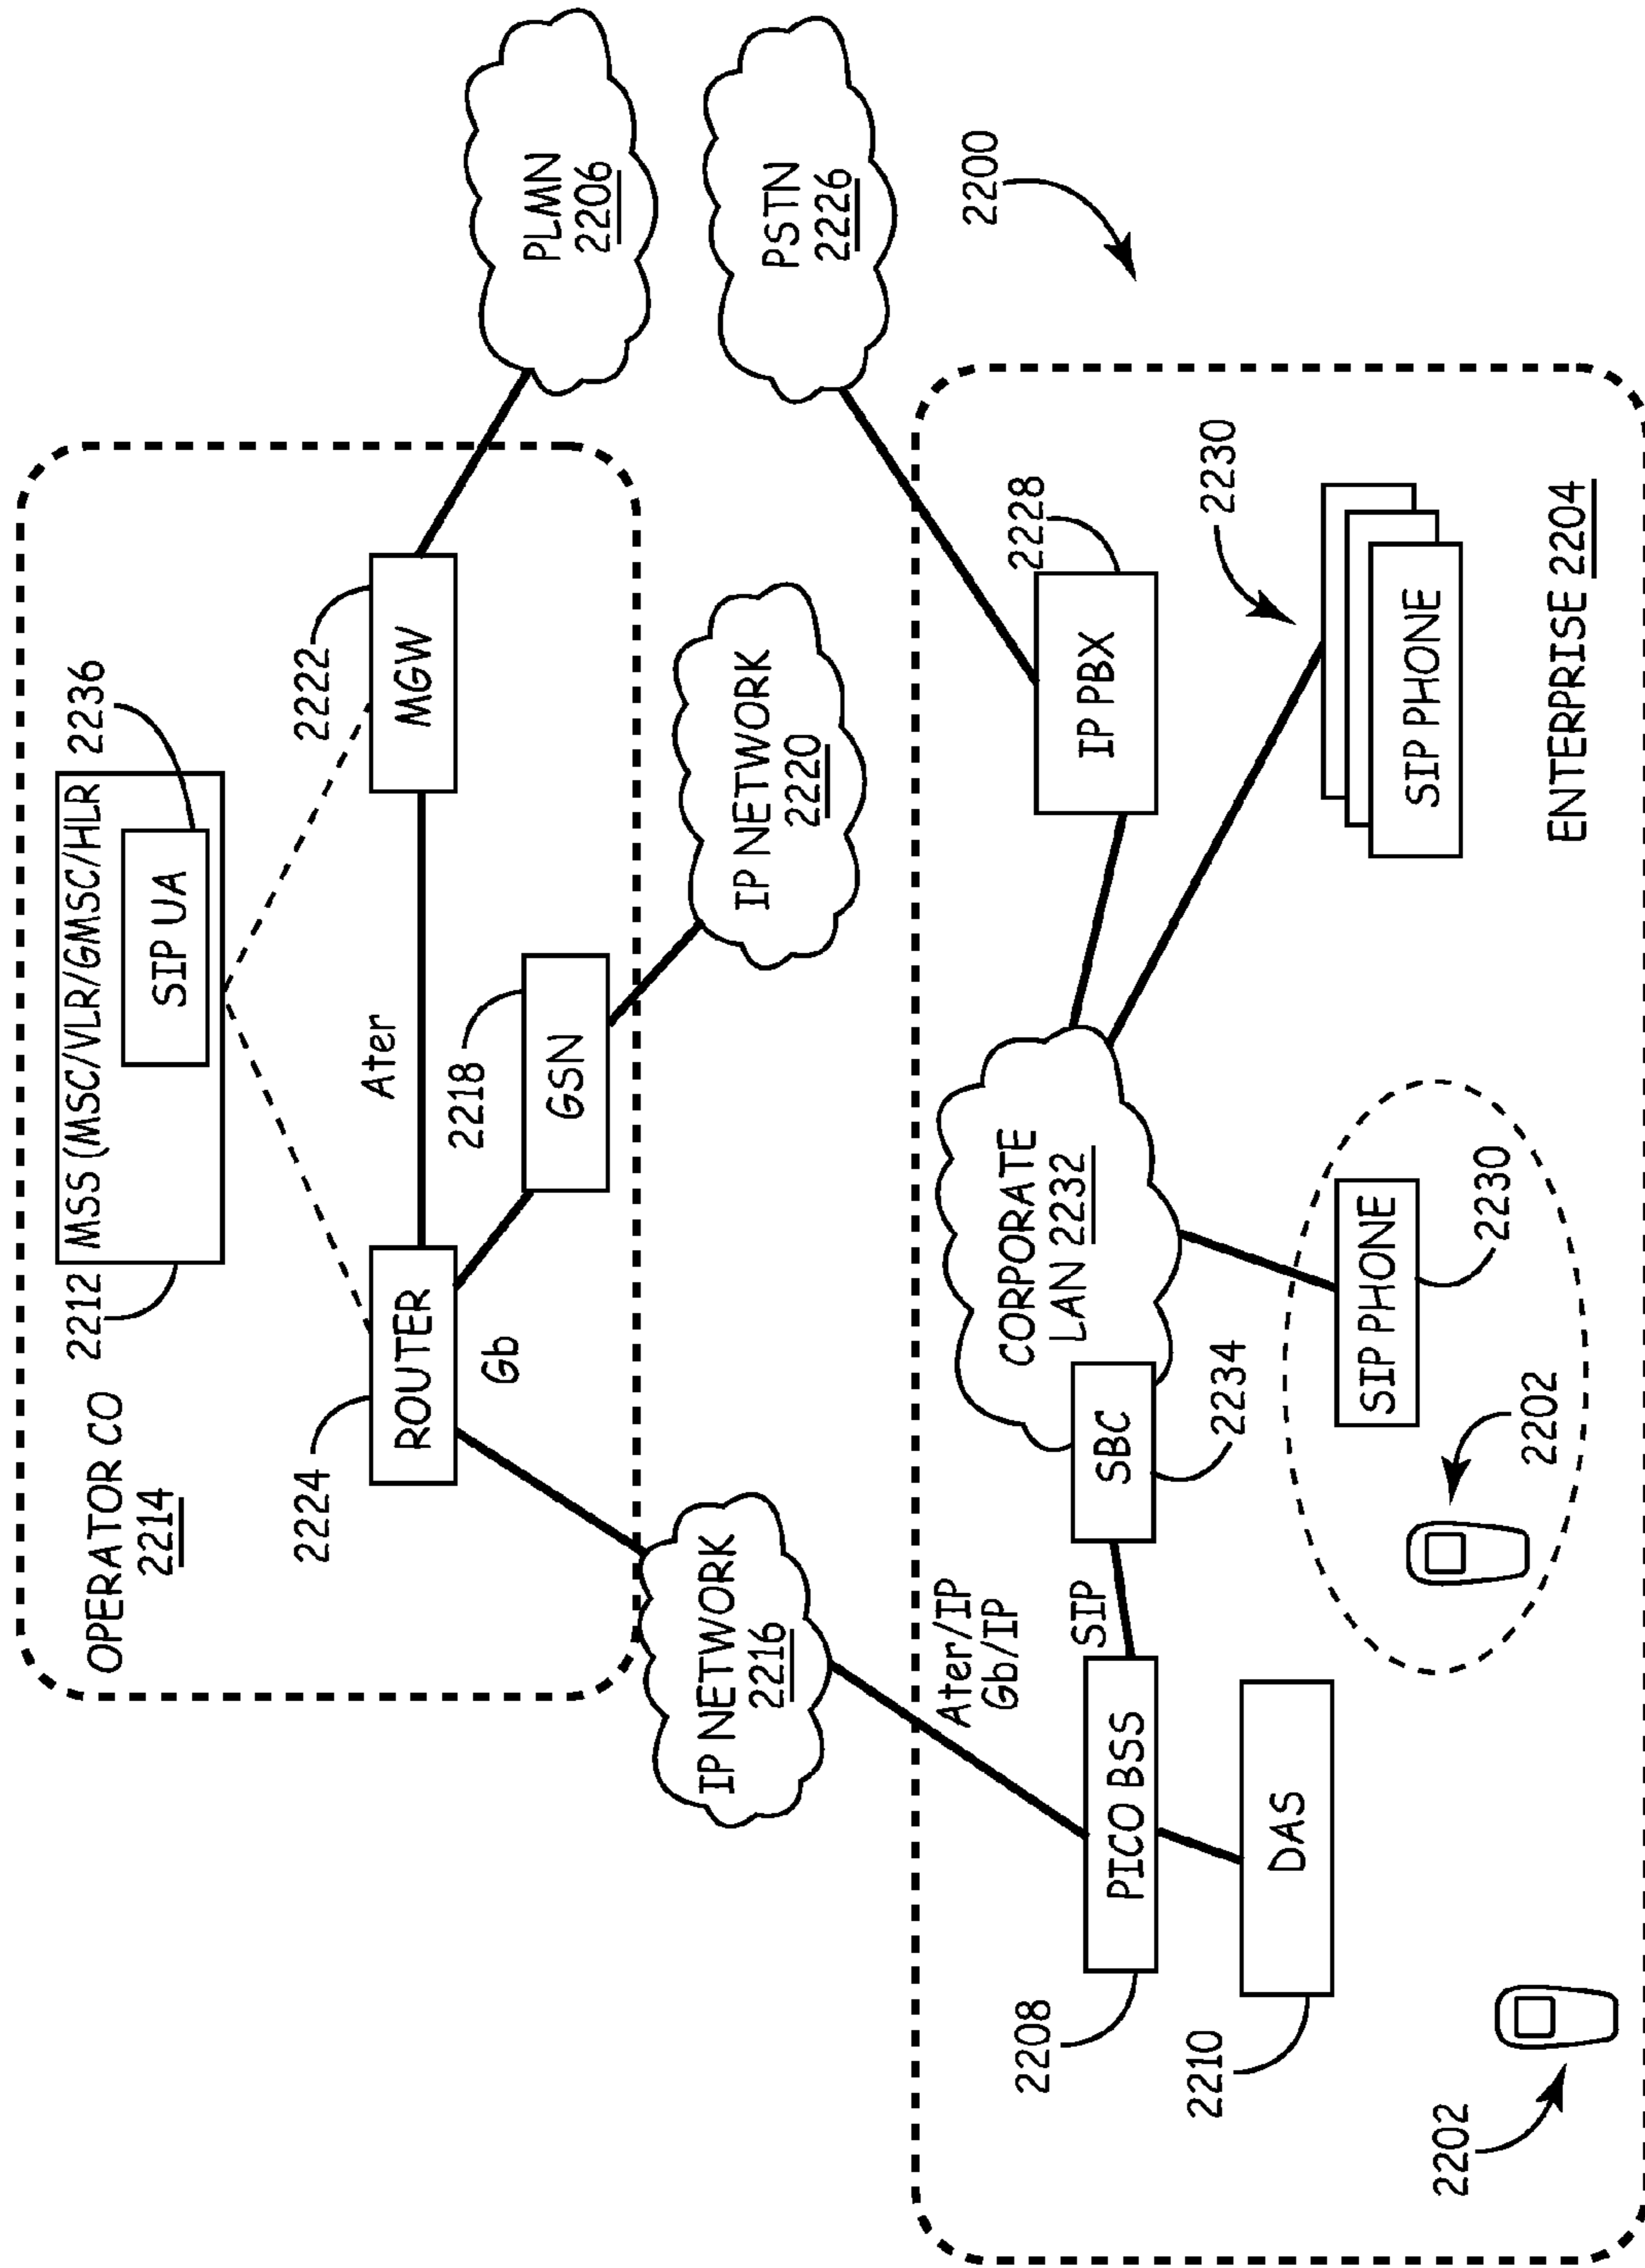 OPERATOR CO
2214
2212
MSS (MSC/VLR/GMSC/HLR
SIP UA
2236
2224
ROUTER
Ater
Gb
2218
GSN
2222
MGW
PLMN
2206
IP NETWORK
2216
IP NETWORK
2220
PSTN
2226
2200
Ater/IP
Gb/IP
SIP
2208
PICO BSS
2210
DAS
2202
SBC
2234
CORPORATE
LAN 2232
IP PBX
2228
2230
SIP PHONE
SIP PHONE
2230
2202
ENTERPRISE 2204